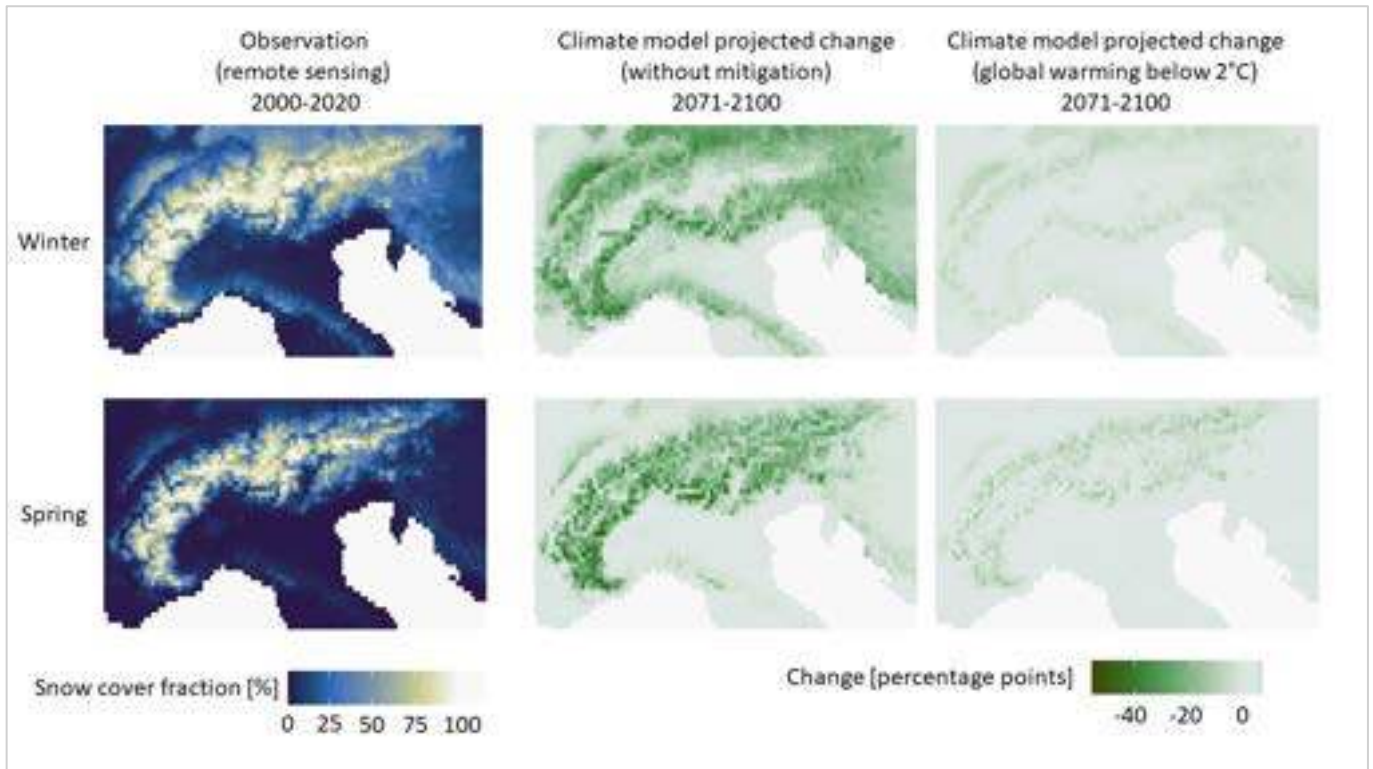 Observation
(remote sensing)
2000-2020
Climate model projected change
(without mitigation)
2071-2100
Climate model projected change
(global warming below 2°C)
2071-2100
Winter
Spring
Snow cover fraction [%]
0 25 50 75 100
Change [percentage points]
-40 -20 0